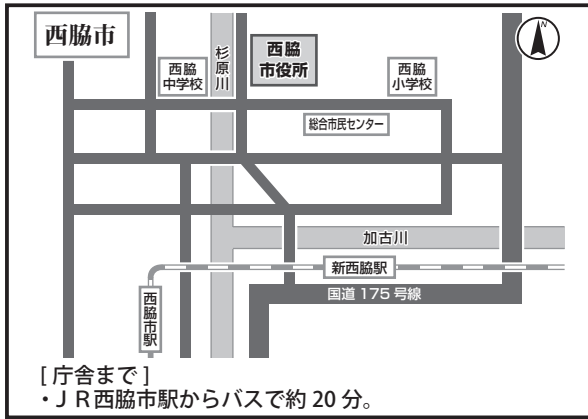 西脇市
N
杉原川
西脇
市役所
西脇
中学校
西脇
小学校
総合市民センター
加古川
新西脇駅
西脇市駅
国道 175 号線
[ 庁舎まで ]
・ＪＲ西脇市駅からバスで約 20 分。